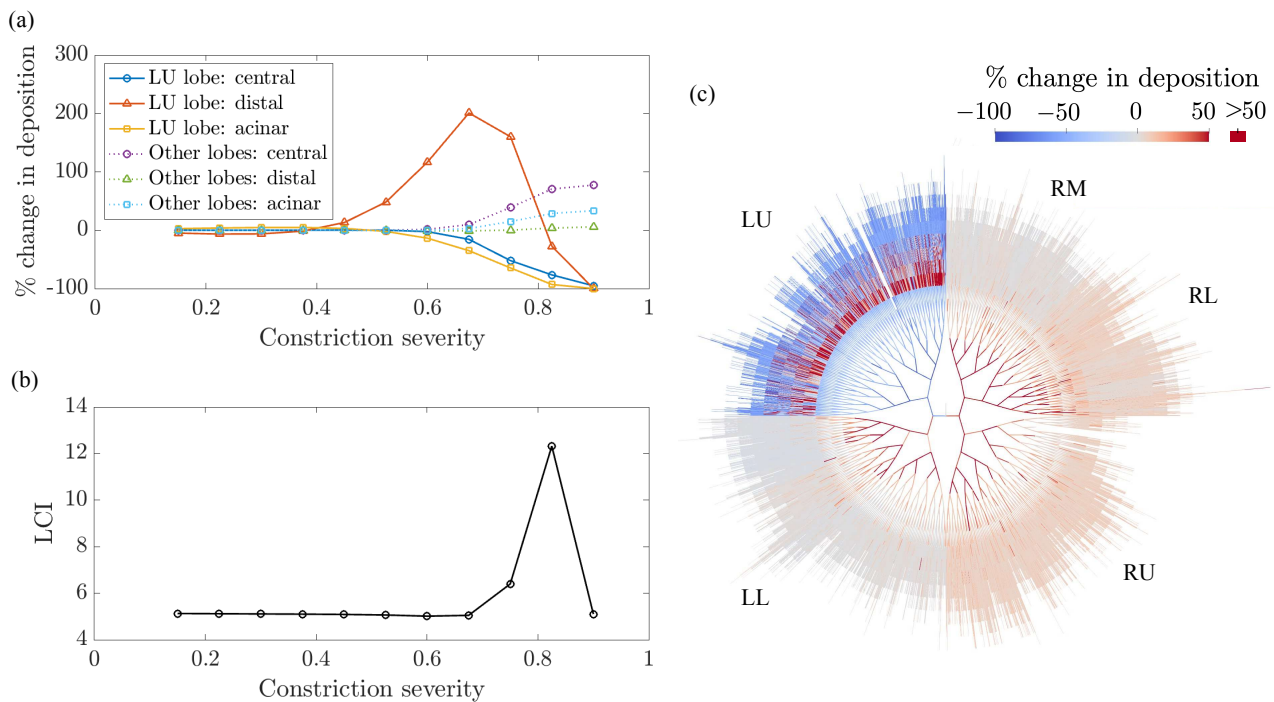 (a)
300
200
100
0
-100
% change in deposition
LU lobe: central
LU lobe: distal
LU lobe: acinar
Other lobes: central
Other lobes: distal
Other lobes: acinar
0 0.2 0.4 0.6 0.8 1
Constriction severity
(b)
14
12
10
8
6
4
LCI
0 0.2 0.4 0.6 0.8 1
Constriction severity
(c)
% change in deposition
−100 −50 0 50 >50
RM
LU
RL
RU
LL